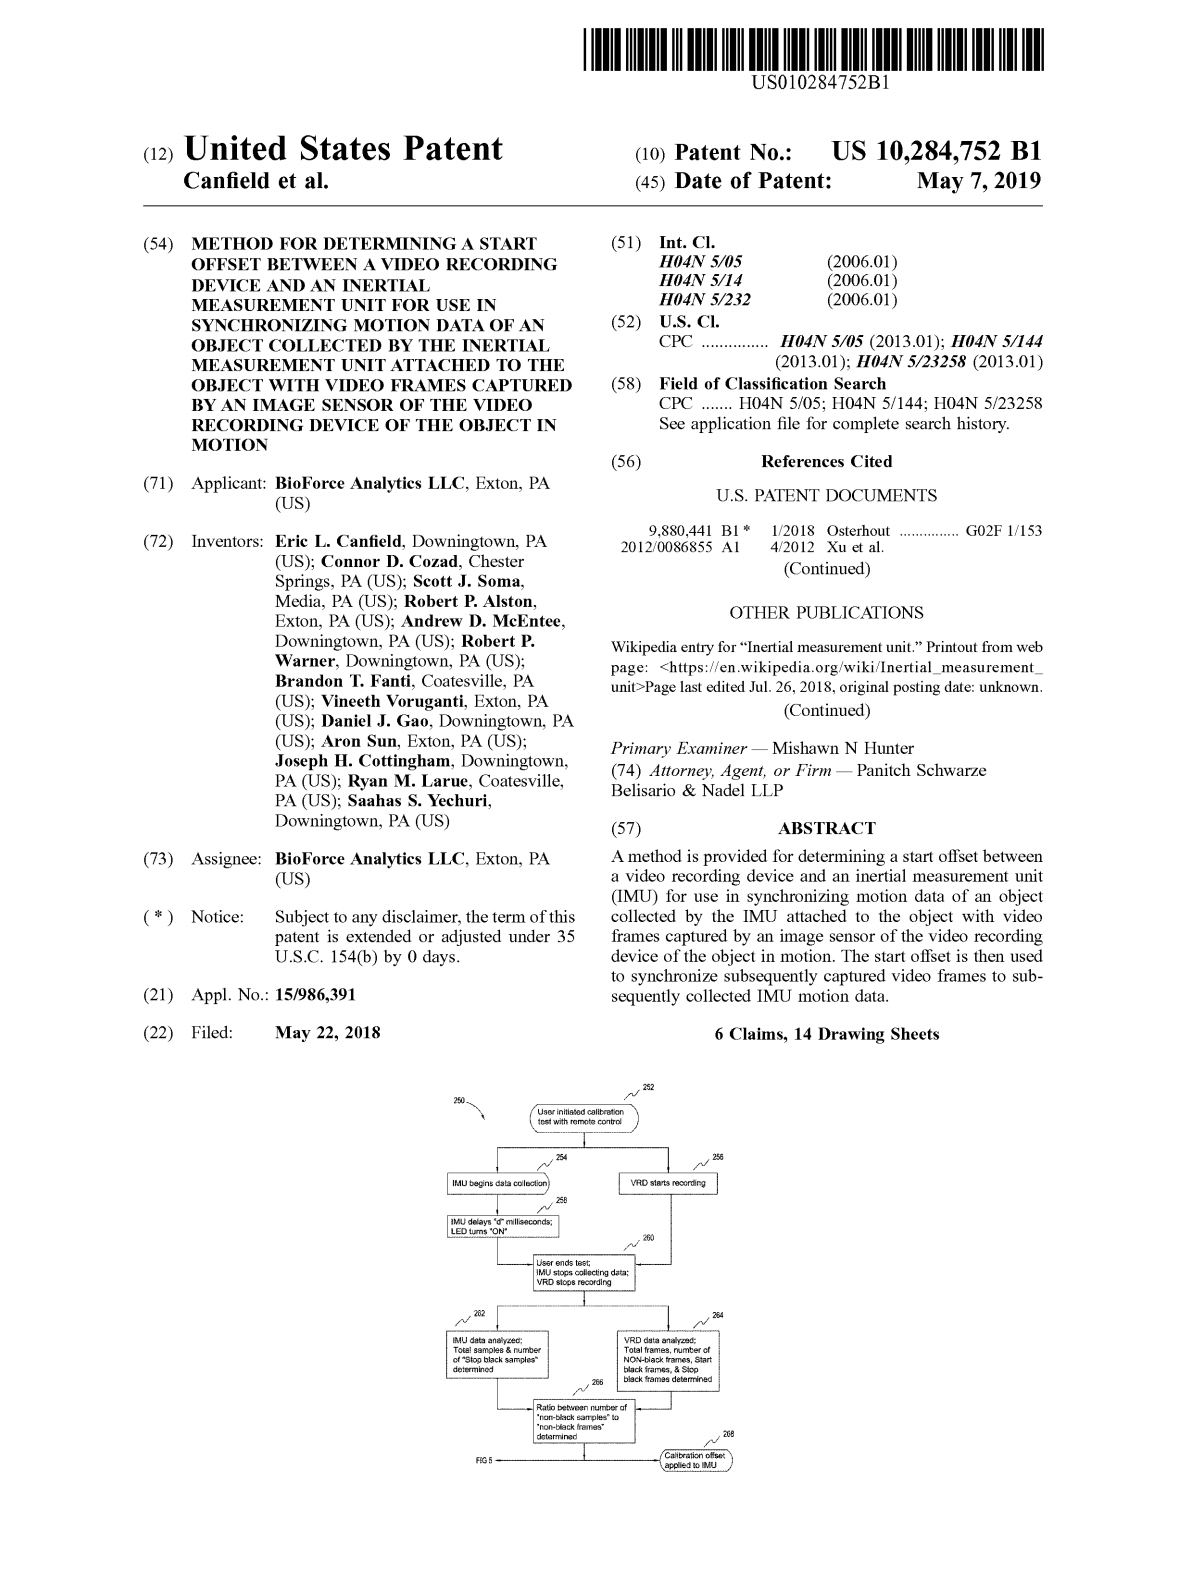 US010284752B1
(12) United States Patent
Canfield et al.
(10) Patent No.: US 10,284,752 B1
(45) Date of Patent: May 7, 2019
(54) METHOD FOR DETERMINING A START
OFFSET BETWEEN A VIDEO RECORDING
DEVICE AND AN INERTIAL
MEASUREMENT UNIT FOR USE IN
SYNCHRONIZING MOTION DATA OF AN
OBJECT COLLECTED BY THE INERTIAL
MEASUREMENT UNIT ATTACHED TO THE
OBJECT WITH VIDEO FRAMES CAPTURED
BY AN IMAGE SENSOR OF THE VIDEO
RECORDING DEVICE OF THE OBJECT IN
MOTION
(71) Applicant: BioForce Analytics LLC, Exton, PA
(US)
(72) Inventors: Eric L. Canfield, Downingtown, PA
(US); Connor D. Cozad, Chester
Springs, PA (US); Scott J. Soma,
Media, PA (US); Robert P. Alston,
Exton, PA (US); Andrew D. McEntee,
Downingtown, PA (US); Robert P.
Warner, Downingtown, PA (US);
Brandon T. Fanti, Coatesville, PA
(US); Vineeth Voruganti, Exton, PA
(US); Daniel J. Gao, Downingtown, PA
(US); Aron Sun, Exton, PA (US);
Joseph H. Cottingham, Downingtown,
PA (US); Ryan M. Larue, Coatesville,
PA (US); Saahas S. Yechuri,
Downingtown, PA (US)
(73) Assignee: BioForce Analytics LLC, Exton, PA
(US)
( * ) Notice: Subject to any disclaimer, the term of this
patent is extended or adjusted under 35
U.S.C. 154(b) by 0 days.
(21) Appl. No.: 15/986,391
(22) Filed: May 22, 2018
(51) Int. Cl.
H04N 5/05 (2006.01)
H04N 5/14 (2006.01)
H04N 5/232 (2006.01)
(52) U.S. Cl.
CPC ............... H04N 5/05 (2013.01); H04N 5/144
(2013.01); H04N 5/23258 (2013.01)
(58) Field of Classification Search
CPC ....... H04N 5/05; H04N 5/144; H04N 5/23258
See application file for complete search history.
(56) References Cited
U.S. PATENT DOCUMENTS
9,880,441 B1 * 1/2018 Osterhout ............... G02F 1/153
2012/0086855 A1 4/2012 Xu et al.
(Continued)
OTHER PUBLICATIONS
Wikipedia entry for “Inertial measurement unit.” Printout from web
page: <https://en.wikipedia.org/wiki/Inertial_measurement_
unit>Page last edited Jul. 26, 2018, original posting date: unknown.
(Continued)
Primary Examiner — Mishawn N Hunter
(74) Attorney, Agent, or Firm — Panitch Schwarze
Belisario & Nadel LLP
(57) ABSTRACT
A method is provided for determining a start offset between
a video recording device and an inertial measurement unit
(IMU) for use in synchronizing motion data of an object
collected by the IMU attached to the object with video
frames captured by an image sensor of the video recording
device of the object in motion. The start offset is then used
to synchronize subsequently captured video frames to sub-
sequently collected IMU motion data.
6 Claims, 14 Drawing Sheets
250
252
User initiated calibration
test with remote control
254
IMU begins data collection
256
VRD starts recording
258
IMU delays "d" milliseconds;
LED turns "ON"
260
User ends test;
IMU stops collecting data;
VRD stops recording
262
IMU data analyzed;
Total samples & number
of "Stop black samples"
determined
264
VRD data analyzed;
Total frames, number of
NON-black frames, Start
black frames, & Stop
black frames determined
266
Ratio between number of
"non-black samples" to
"non-black frames"
determined
268
Calibration offset
applied to IMU
FIG 5